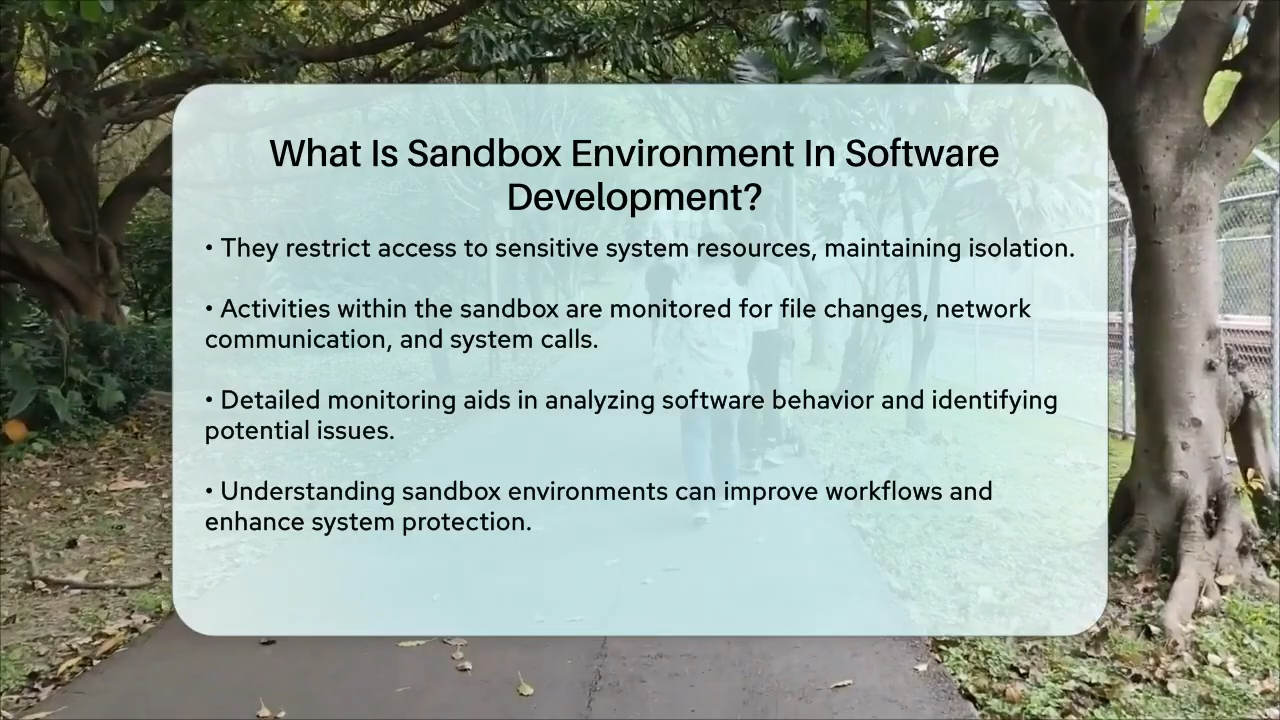 What Is Sandbox Environment In Software
Development?
• They restrict access to sensitive system resources, maintaining isolation.
• Activities within the sandbox are monitored for file changes, network
communication, and system calls.
• Detailed monitoring aids in analyzing software behavior and identifying
potential issues.
• Understanding sandbox environments can improve workflows and
enhance system protection.